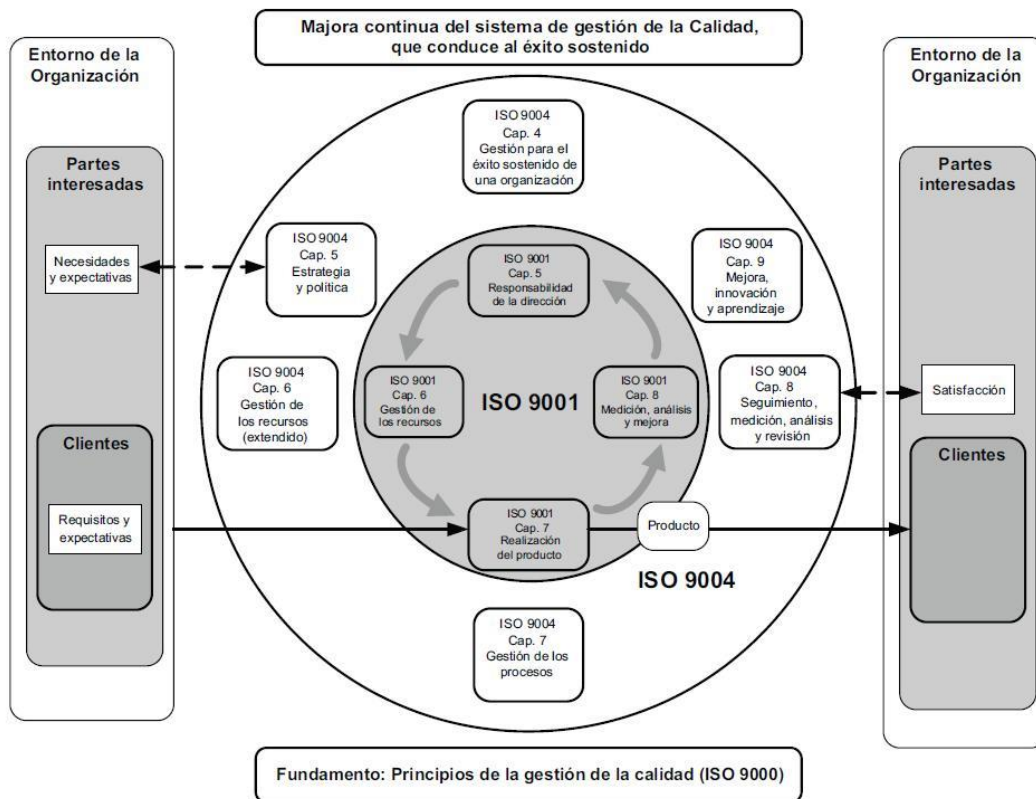 Majora continua del sistema de gestión de la Calidad,
que conduce al éxito sostenido
Entorno de la
Organización
Partes
interesadas
Necesidades
y expectativas
Clientes
Requisitos y
expectativas
ISO 9004
Cap. 4
Gestión para el
éxito sostenido de
una organización
ISO 9004
Cap. 5
Estrategia
y política
ISO 9004
Cap. 9
Mejora,
innovación
y aprendizaje
ISO 9001
Cap. 5
Responsabilidad
de la dirección
ISO 9004
Cap. 6
Gestión de
los recursos
(extendido)
ISO 9001
Cap. 6
Gestión de
los recursos
ISO 9001
ISO 9001
Cap. 8
Medición, análisis
y mejora
ISO 9004
Cap. 8
Seguimiento,
medición, análisis
y revisión
ISO 9001
Cap. 7
Realización
del producto
Producto
ISO 9004
ISO 9004
Cap. 7
Gestión de los
procesos
Entorno de la
Organización
Partes
interesadas
Satisfacción
Clientes
Fundamento: Principios de la gestión de la calidad (ISO 9000)